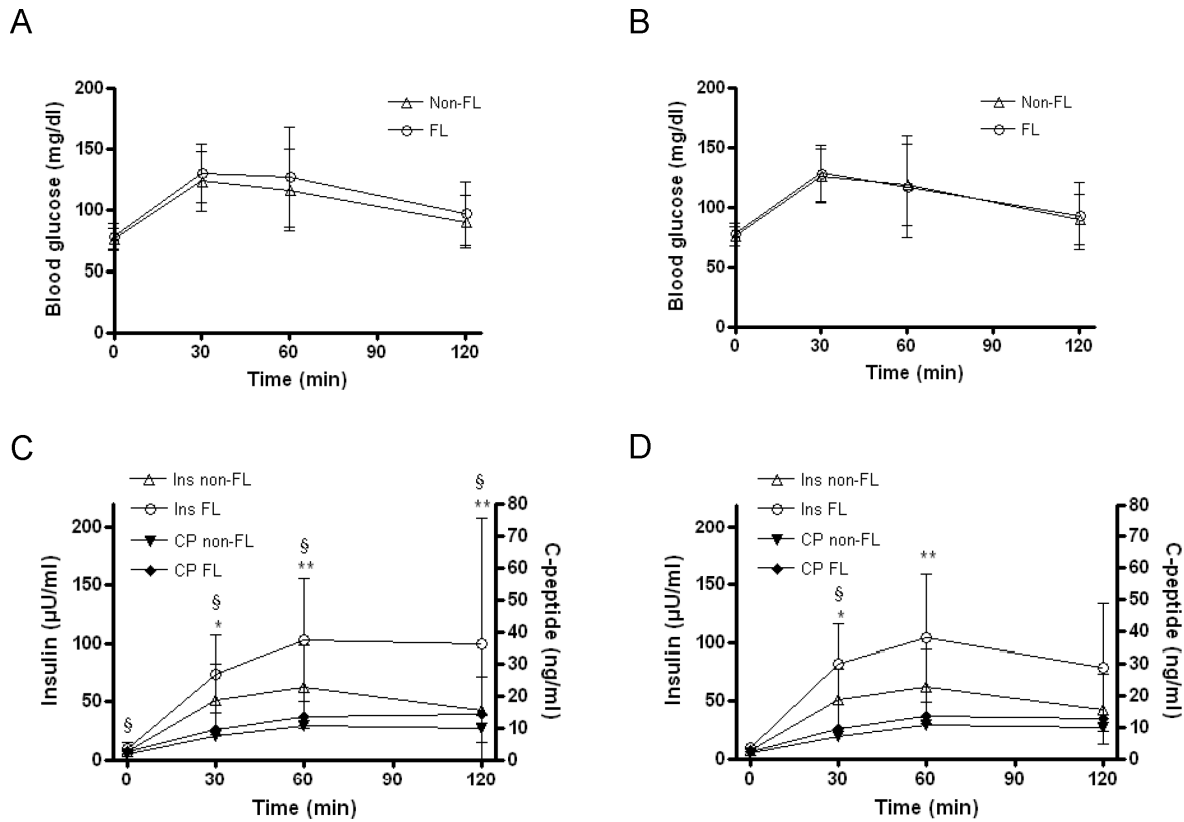 A
B
200
150
100
50
0
Blood glucose (mg/dl)
Non-FL
FL
0 30 60 90 120
Time (min)
200
150
100
50
0
Blood glucose (mg/dl)
Non-FL
FL
0 30 60 90 120
Time (min)
C
D
Ins non-FL
Ins FL
CP non-FL
CP FL
200
150
100
50
0
Insulin (µU/ml)
§
§
*
§
**
§
**
80
70
60
50
40
30
20
10
0
C-peptide (ng/ml)
0 30 60 90 120
Time (min)
Ins non-FL
Ins FL
CP non-FL
CP FL
200
150
100
50
0
Insulin (µU/ml)
§
*
**
80
70
60
50
40
30
20
10
0
C-peptide (ng/ml)
0 30 60 90 120
Time (min)